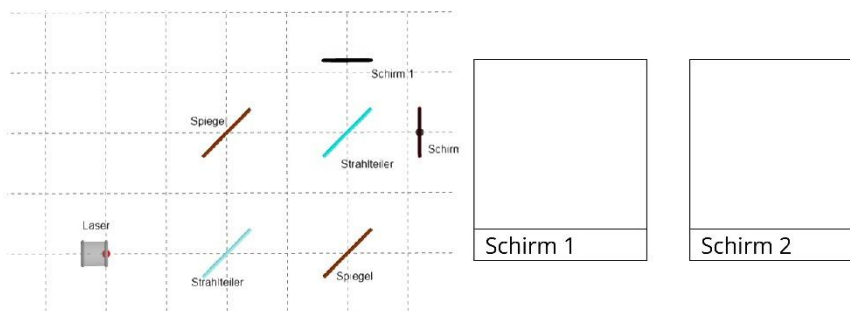 Schirm 1
Spiegel
Schirm
Strahlteiler
Laser
Strahlteiler
Spiegel
Schirm 1
Schirm 2